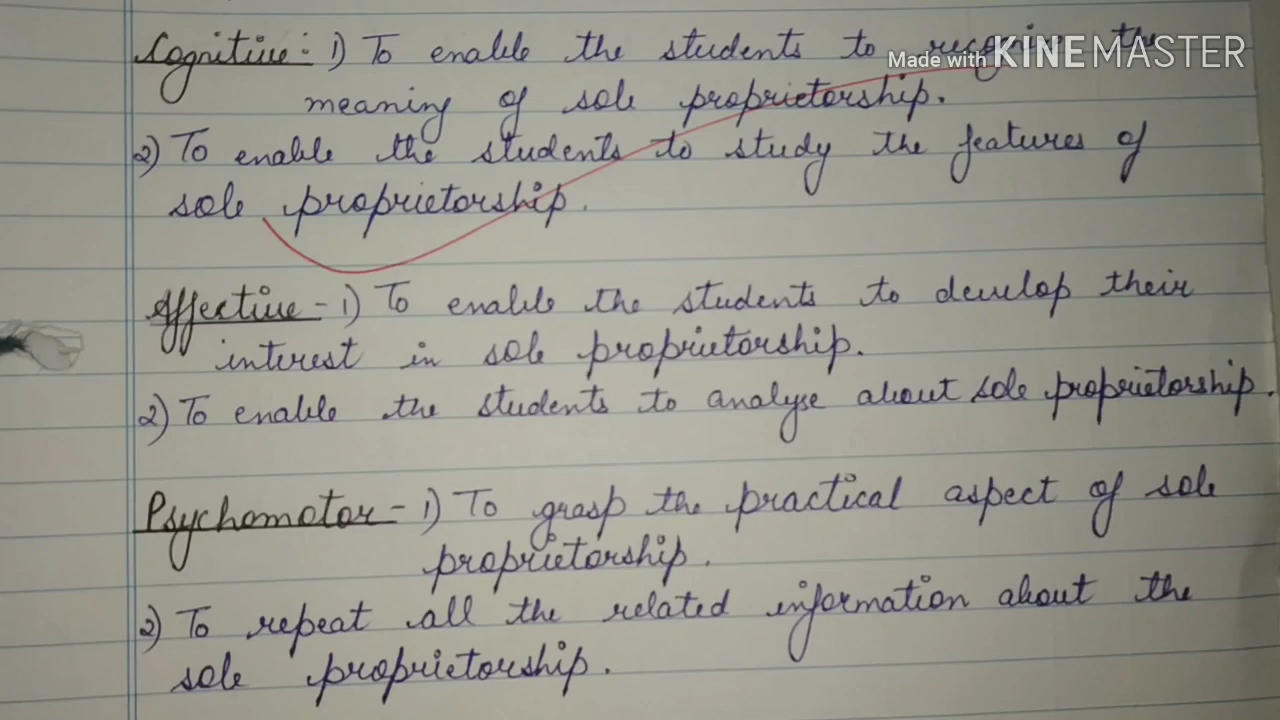 Cognitive:- 1) To enable the students to recognise the
Made with KINEMASTER
meaning of sole proprietorship.
2) To enable the students to study the features of
sole proprietorship.
Affective - 1) To enable the students to develop their
interest in sole proprietorship.
2) To enable the students to analyse about sole proprietorship.
Psychomotor - 1) To grasp the practical aspect of sole
proprietorship.
2) To repeat all the related information about the
sole proprietorship.